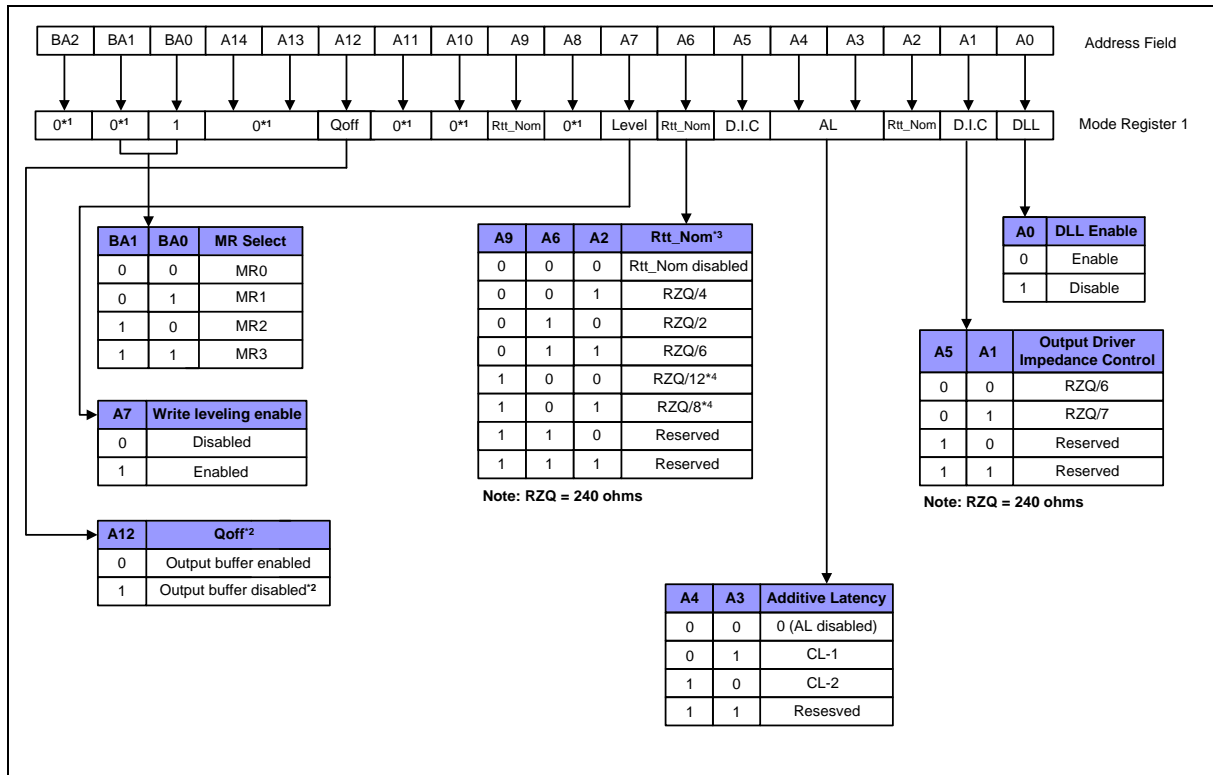 BA2 BA1 BA0 A14 A13 A12 A11 A10 A9 A8 A7 A6 A5 A4 A3 A2 A1 A0 Address Field
0*1 0*1 1 0*1 Qoff 0*1 0*1 Rtt_Nom 0*1 Level Rtt_Nom D.I.C AL Rtt_Nom D.I.C DLL Mode Register 1
BA1 BA0 MR Select
0 0 MR0
0 1 MR1
1 0 MR2
1 1 MR3
A7 Write leveling enable
0 Disabled
1 Enabled
A12 Qoff*2
0 Output buffer enabled
1 Output buffer disabled*2
A9 A6 A2 Rtt_Nom*3
0 0 0 Rtt_Nom disabled
0 0 1 RZQ/4
0 1 0 RZQ/2
0 1 1 RZQ/6
1 0 0 RZQ/12*4
1 0 1 RZQ/8*4
1 1 0 Reserved
1 1 1 Reserved
Note: RZQ = 240 ohms
A4 A3 Additive Latency
0 0 0 (AL disabled)
0 1 CL-1
1 0 CL-2
1 1 Resesved
A0 DLL Enable
0 Enable
1 Disable
A5 A1 Output Driver
Impedance Control
0 0 RZQ/6
0 1 RZQ/7
1 0 Reserved
1 1 Reserved
Note: RZQ = 240 ohms